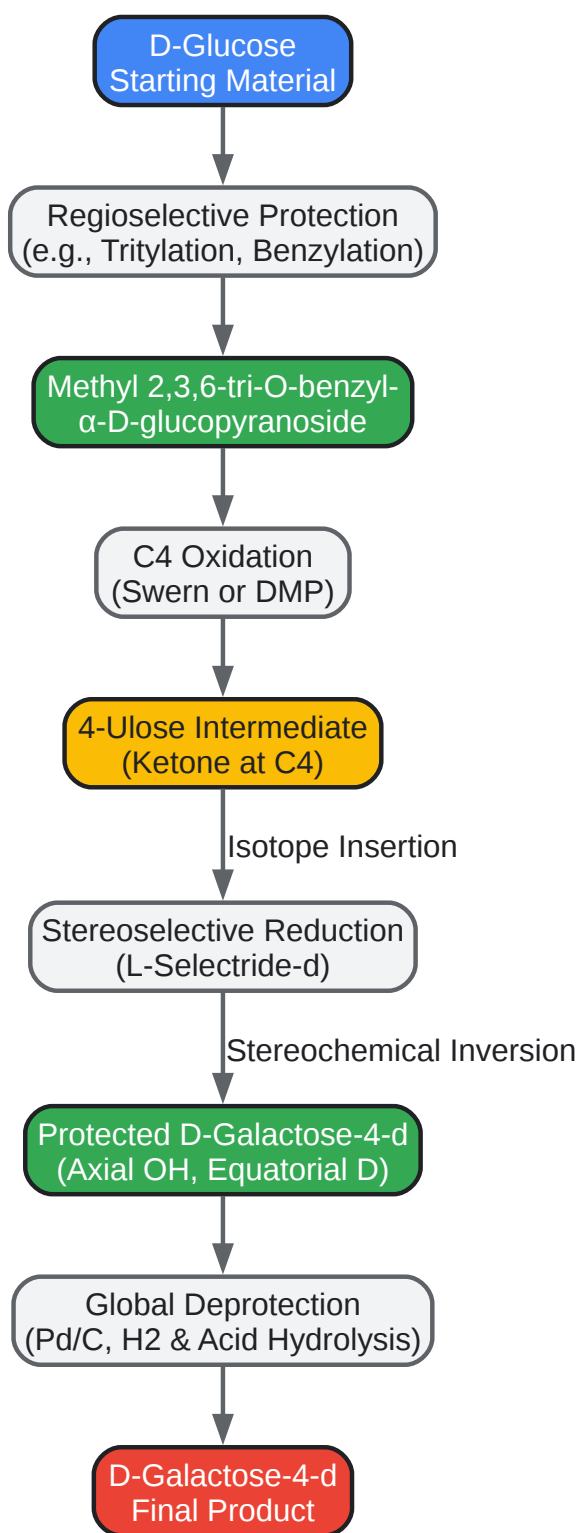 D-Glucose
Starting Material
Regioselective Protection
(e.g., Tritylation, Benzylation)
Methyl 2,3,6-tri-O-benzyl-
α-D-glucopyranoside
C4 Oxidation
(Swern or DMP)
4-Ulose Intermediate
(Ketone at C4)
Isotope Insertion
Stereoselective Reduction
(L-Selectride-d)
Stereochemical Inversion
Protected D-Galactose-4-d
(Axial OH, Equatorial D)
Global Deprotection
(Pd/C, H2 & Acid Hydrolysis)
D-Galactose-4-d
Final Product